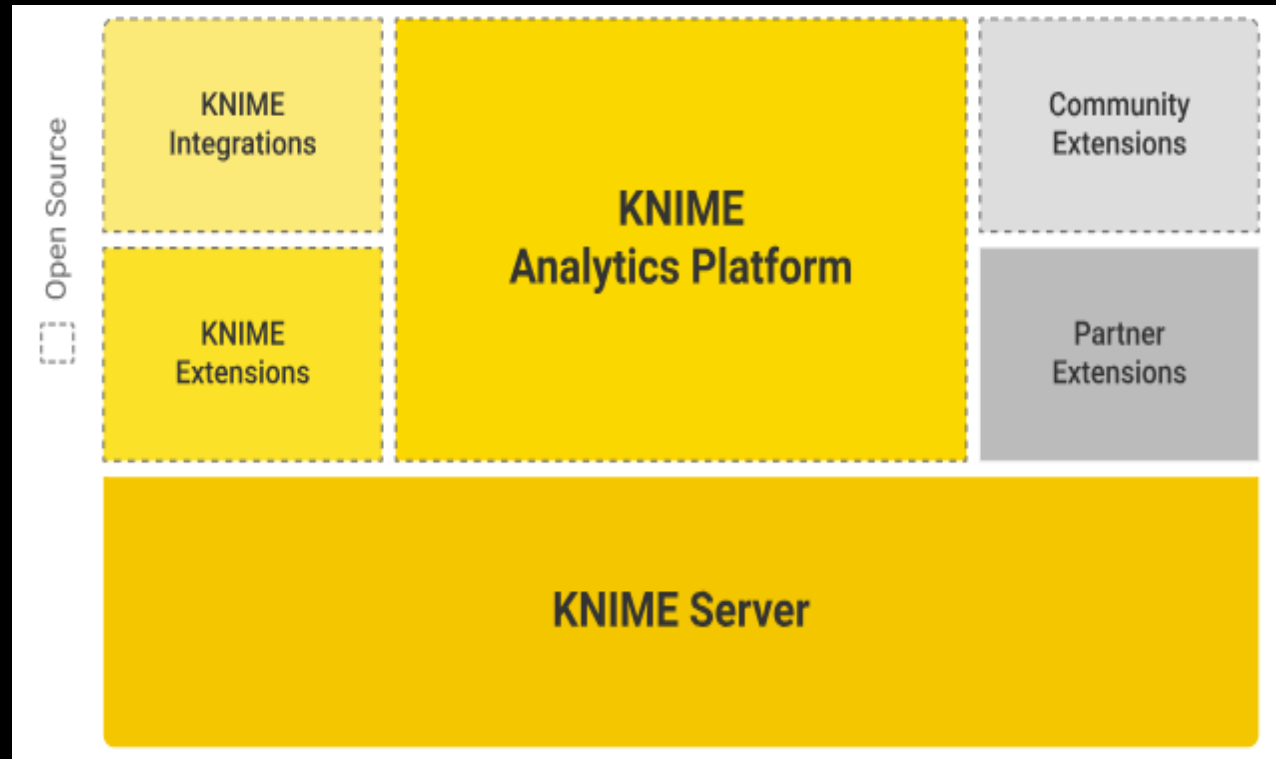 Open Source
KNIME
Integrations
KNIME
Extensions
KNIME
Analytics Platform
Community
Extensions
Partner
Extensions
KNIME Server